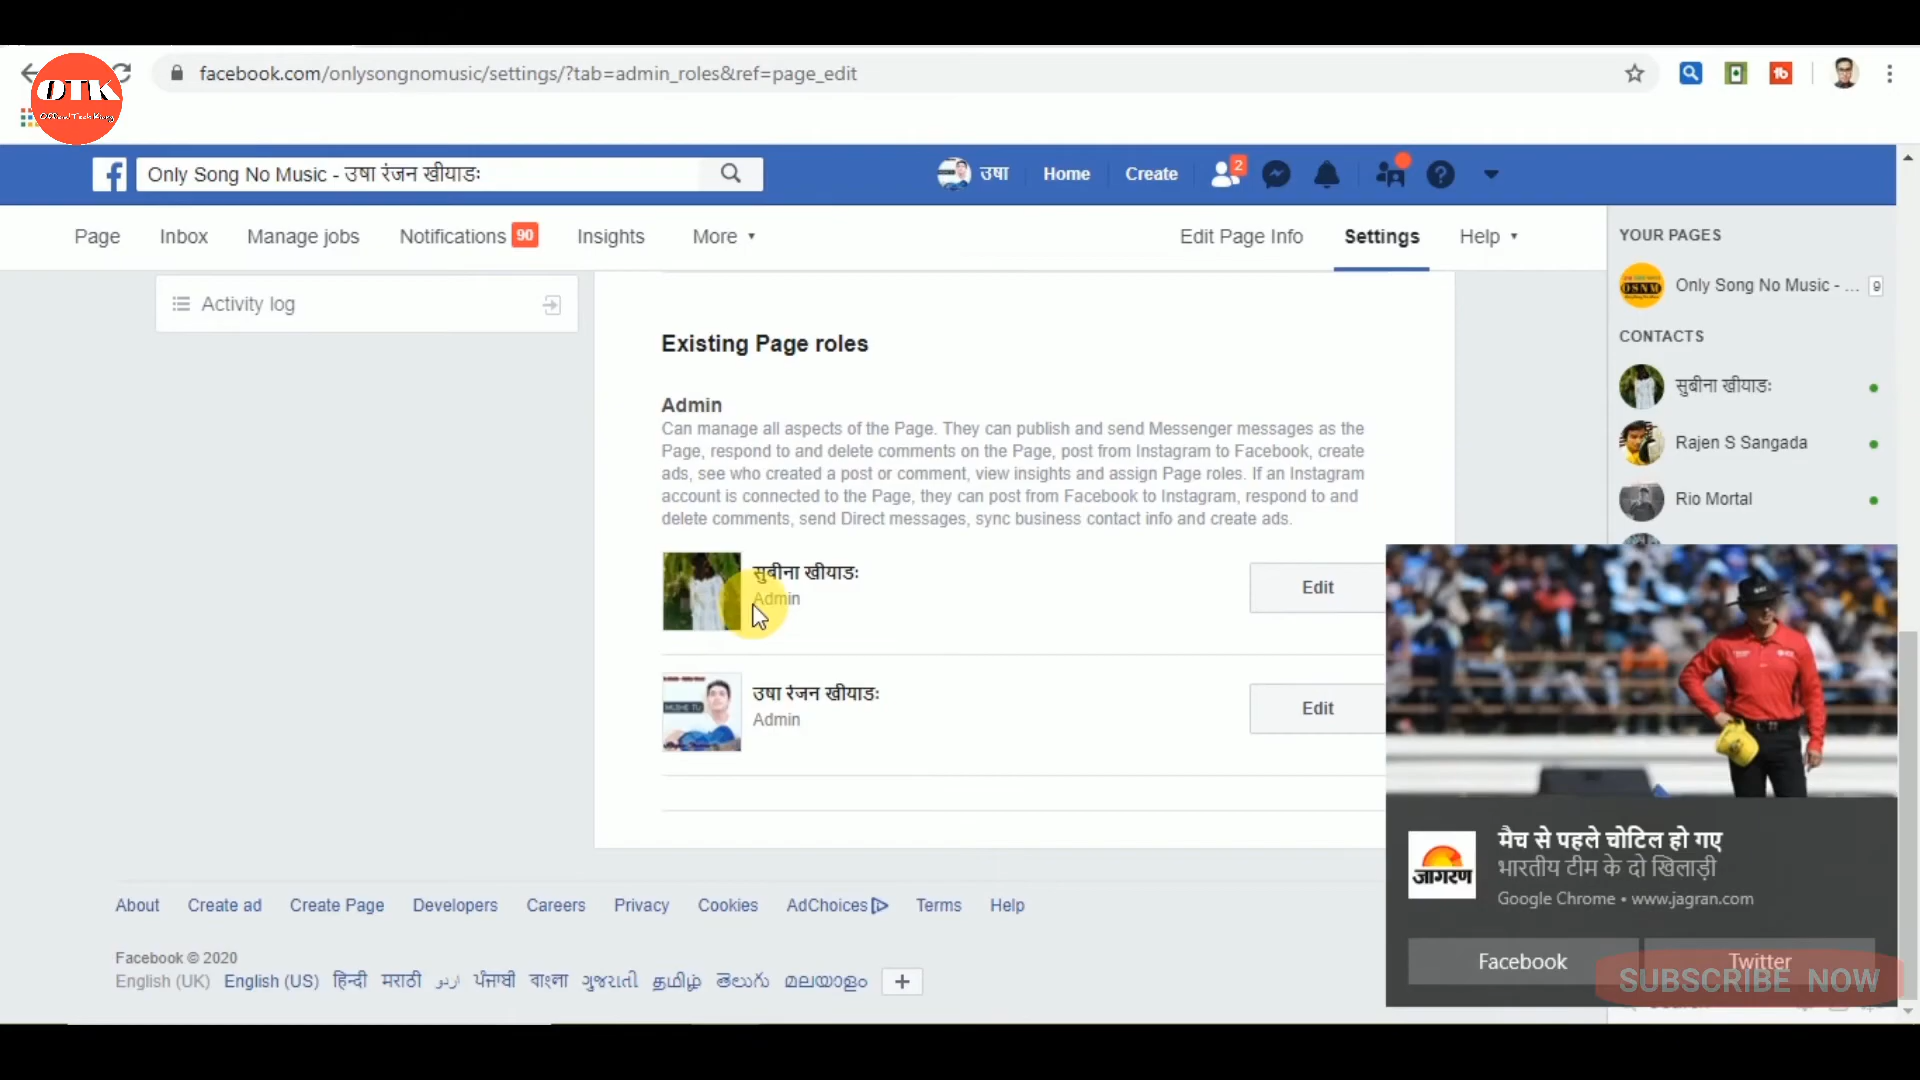 facebook.com/onlysongnomusic/settings/?tab=admin_roles&ref=page_edit
OTK
Only Song No Music - उषा रंजन खीयाडः
उषा
Home
Create
2
Page
Inbox
Manage jobs
Notifications 90
Insights
More
Edit Page Info
Settings
Help
YOUR PAGES
Only Song No Music - ... 9
CONTACTS
सुबीना खीयाडः
Rajen S Sangada
Rio Mortal
Activity log
Existing Page roles
Admin
Can manage all aspects of the Page. They can publish and send Messenger messages as the
Page, respond to and delete comments on the Page, post from Instagram to Facebook, create
ads, see who created a post or comment, view insights and assign Page roles. If an Instagram
account is connected to the Page, they can post from Facebook to Instagram, respond to and
delete comments, send Direct messages, sync business contact info and create ads.
सुबीना खीयाडः
Admin
Edit
उषा रंजन खीयाडः
Admin
Edit
MUJHE TU
OSNM
जागरण
मैच से पहले चोटिल हो गए
भारतीय टीम के दो खिलाड़ी
Google Chrome • www.jagran.com
Facebook
Twitter
SUBSCRIBE NOW
About
Create ad
Create Page
Developers
Careers
Privacy
Cookies
AdChoices
Terms
Help
Facebook © 2020
English (UK) English (US) हिन्दी मराठी اردو ਪੰਜਾਬੀ বাংলা ગુજરાતી தமிழ் తెలుగు മലയാളം